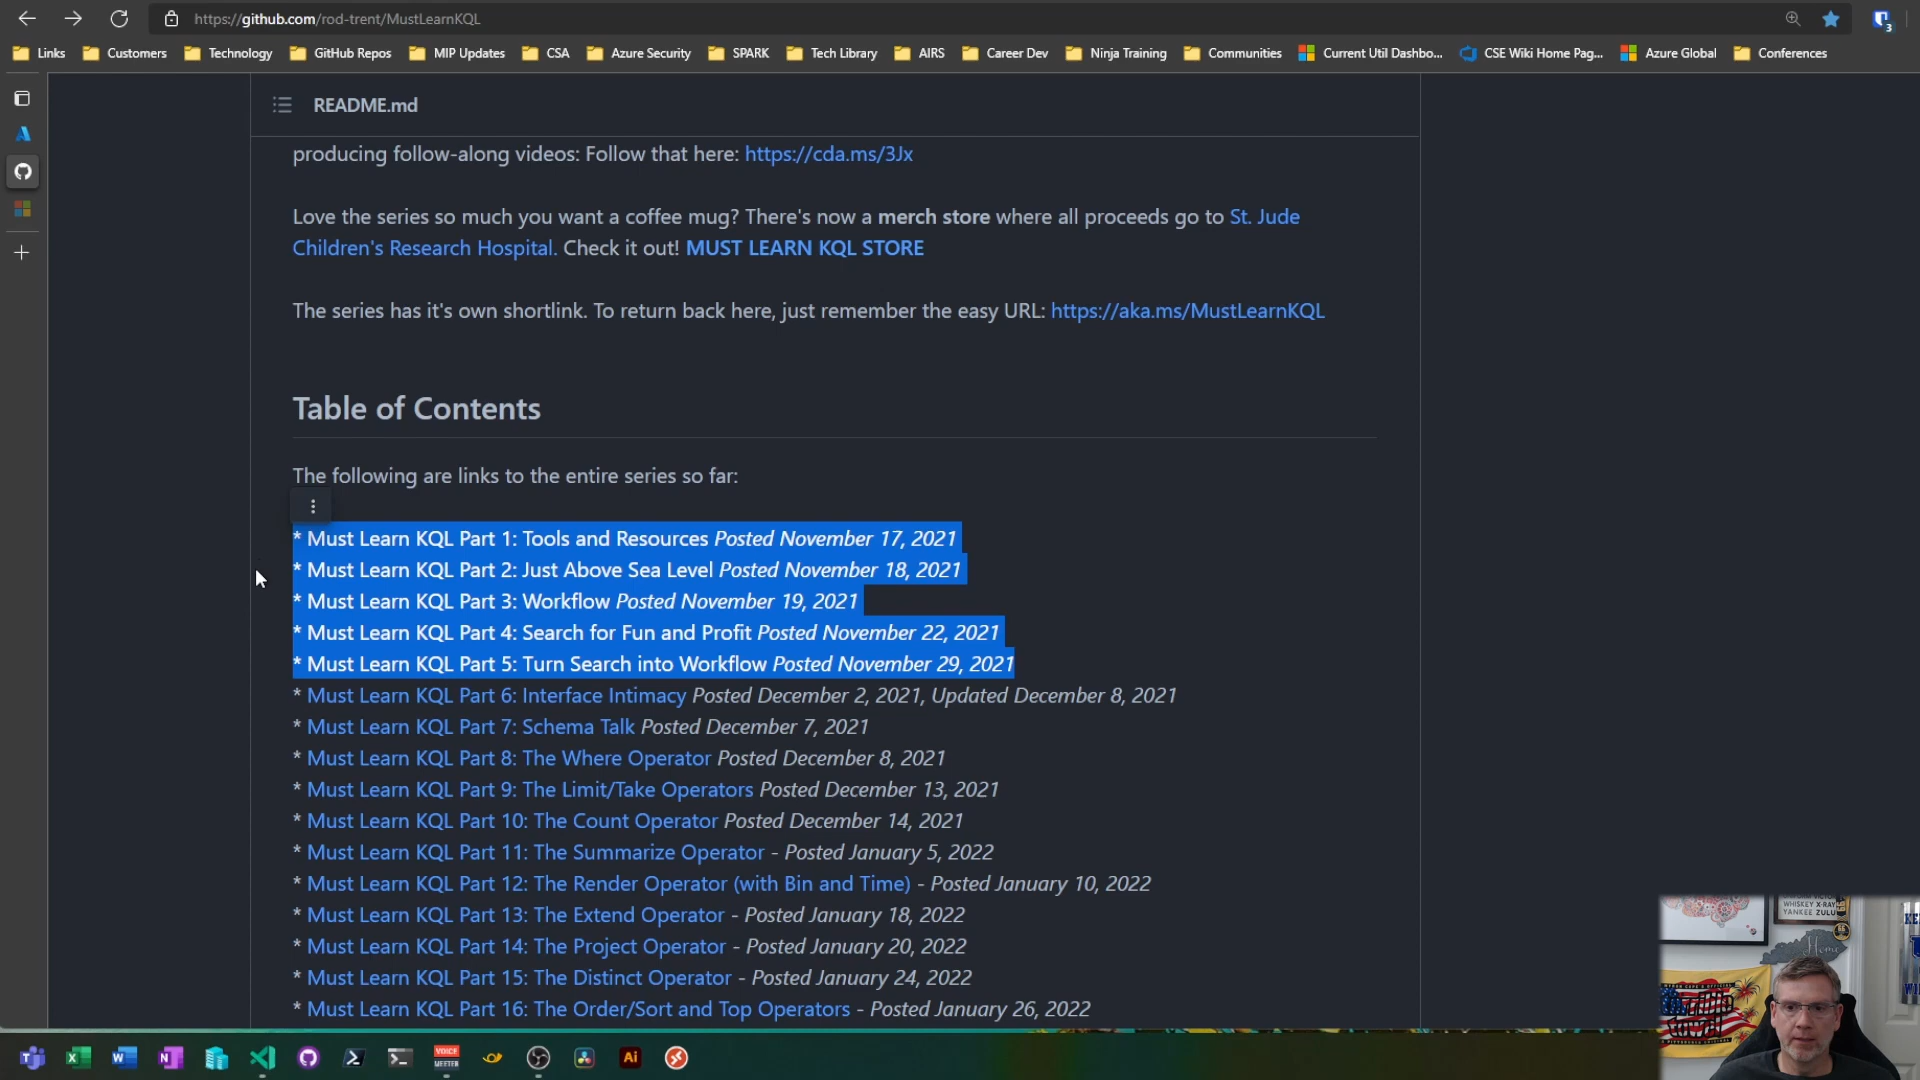 https://github.com/rod-trent/MustLearnKQL
Links Customers Technology GitHub Repos MIP Updates CSA Azure Security SPARK Tech Library AIRS Career Dev Ninja Training Communities Current Util Dashbo... CSE Wiki Home Pag... Azure Global Conferences
README.md
producing follow-along videos: Follow that here: https://cda.ms/3Jx
Love the series so much you want a coffee mug? There's now a merch store where all proceeds go to St. Jude
Children's Research Hospital. Check it out! MUST LEARN KQL STORE
The series has it's own shortlink. To return back here, just remember the easy URL: https://aka.ms/MustLearnKQL
Table of Contents
The following are links to the entire series so far:
* Must Learn KQL Part 1: Tools and Resources Posted November 17, 2021
* Must Learn KQL Part 2: Just Above Sea Level Posted November 18, 2021
* Must Learn KQL Part 3: Workflow Posted November 19, 2021
* Must Learn KQL Part 4: Search for Fun and Profit Posted November 22, 2021
* Must Learn KQL Part 5: Turn Search into Workflow Posted November 29, 2021
* Must Learn KQL Part 6: Interface Intimacy Posted December 2, 2021, Updated December 8, 2021
* Must Learn KQL Part 7: Schema Talk Posted December 7, 2021
* Must Learn KQL Part 8: The Where Operator Posted December 8, 2021
* Must Learn KQL Part 9: The Limit/Take Operators Posted December 13, 2021
* Must Learn KQL Part 10: The Count Operator Posted December 14, 2021
* Must Learn KQL Part 11: The Summarize Operator - Posted January 5, 2022
* Must Learn KQL Part 12: The Render Operator (with Bin and Time) - Posted January 10, 2022
* Must Learn KQL Part 13: The Extend Operator - Posted January 18, 2022
* Must Learn KQL Part 14: The Project Operator - Posted January 20, 2022
* Must Learn KQL Part 15: The Distinct Operator - Posted January 24, 2022
* Must Learn KQL Part 16: The Order/Sort and Top Operators - Posted January 26, 2022
WHISKEY X-RAY
YANKEE ZULU
Home
VOICE
MEETER
Ai